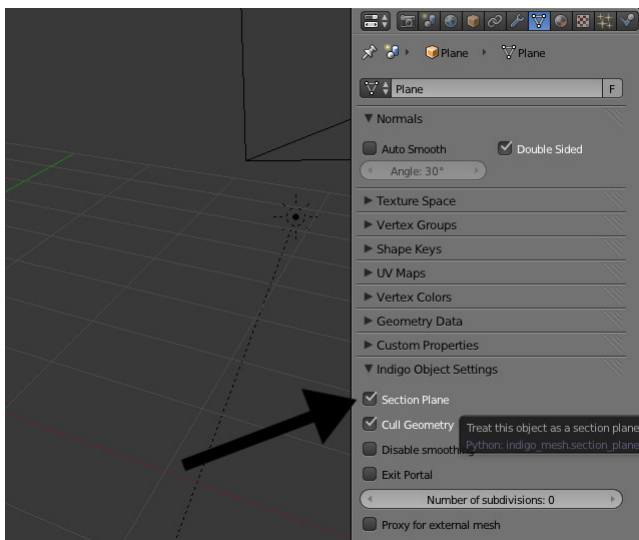 Plane Plane
Plane F
Normals
Auto Smooth Double Sided
Angle: 30°
Texture Space
Vertex Groups
Shape Keys
UV Maps
Vertex Colors
Geometry Data
Custom Properties
Indigo Object Settings
Section Plane
Cull Geometry
Treat this object as a section plane
Disable smoothing
Python: indigo_mesh.section_plane
Exit Portal
Number of subdivisions: 0
Proxy for external mesh